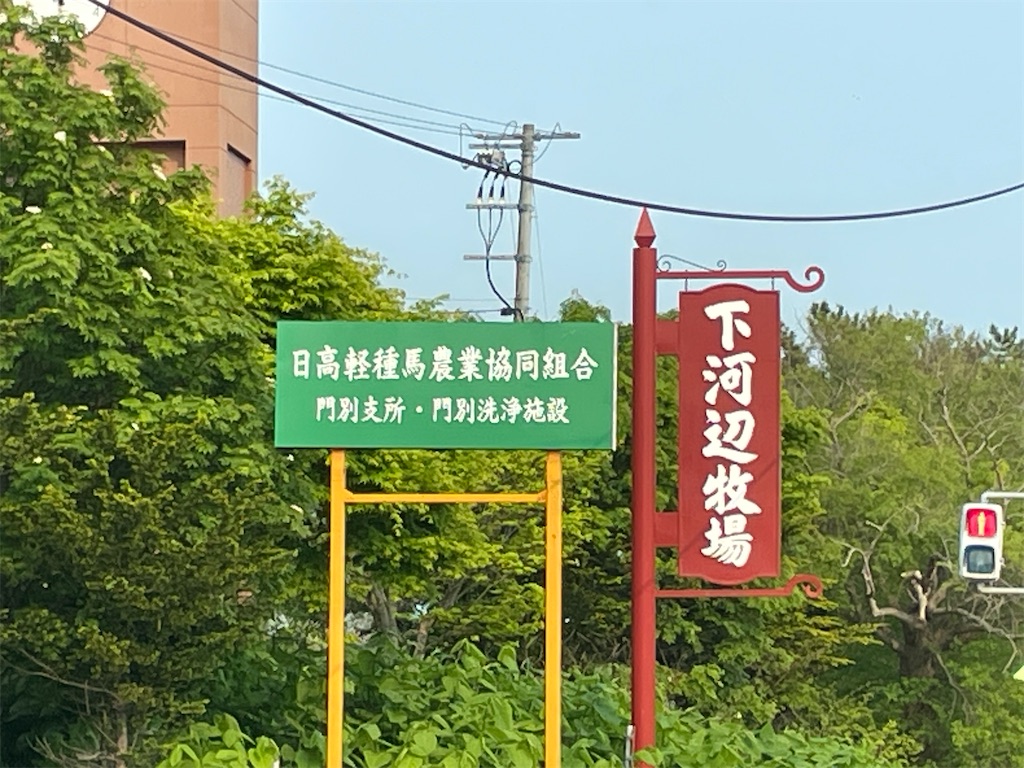 日高軽種馬農業協同組合
門別支所・門別洗浄施設
下河辺牧場